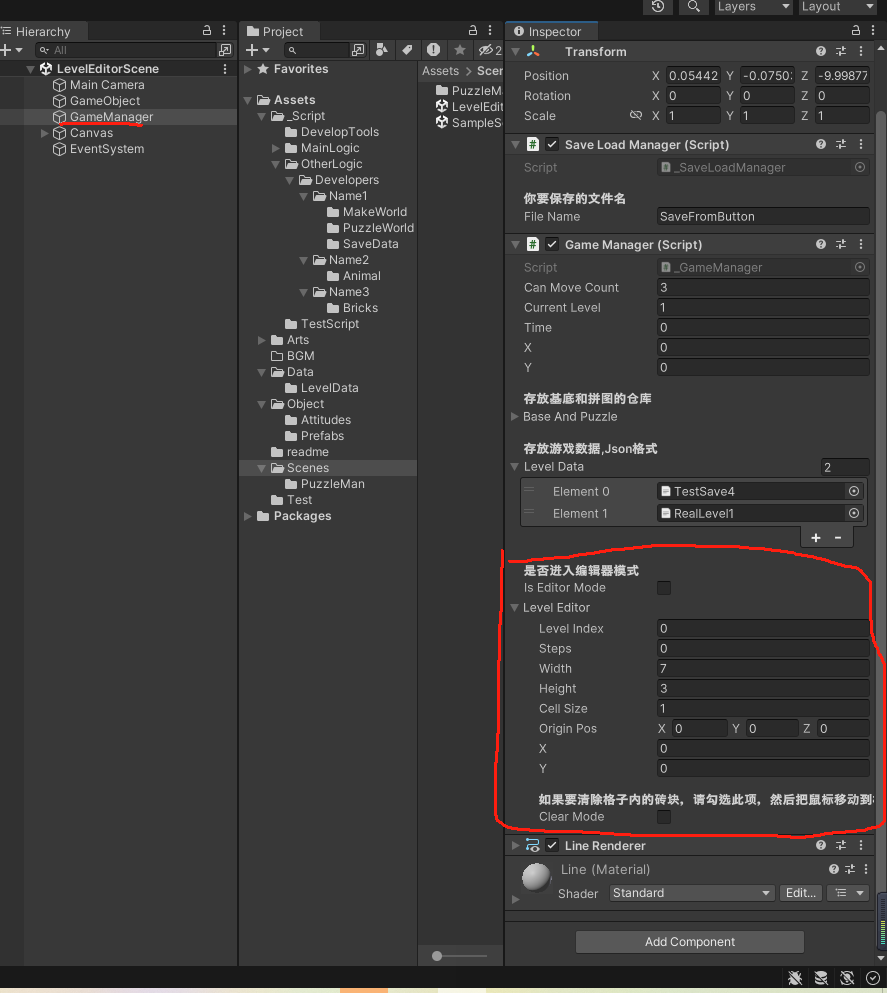 Layers
Layout
Hierarchy
All
LevelEditorScene
Main Camera
GameObject
GameManager
Canvas
EventSystem
Project
2
Favorites
Assets
_Script
DevelopTools
MainLogic
OtherLogic
Developers
Name1
MakeWorld
PuzzleWorld
SaveData
Name2
Animal
Name3
Bricks
TestScript
Arts
BGM
Data
LevelData
Object
Attitudes
Prefabs
readme
Scenes
PuzzleMan
Test
Packages
Assets > Scen
PuzzleMa
LevelEdit
SampleSc
Inspector
Transform
Position X 0.05442 Y -0.0750 Z -9.99877
Rotation X 0 Y 0 Z 0
Scale X 1 Y 1 Z 1
Save Load Manager (Script)
Script _SaveLoadManager
你要保存的文件名
File Name SaveFromButton
Game Manager (Script)
Script _GameManager
Can Move Count 3
Current Level 1
Time 0
X 0
Y 0
存放基底和拼图的仓库
Base And Puzzle
存放游戏数据,Json格式
Level Data 2
Element 0 TestSave4
Element 1 RealLevel1
+ -
是否进入编辑器模式
Is Editor Mode
Level Editor
Level Index 0
Steps 0
Width 7
Height 3
Cell Size 1
Origin Pos X 0 Y 0 Z 0
X 0
Y 0
如果要清除格子内的砖块，请勾选此项，然后把鼠标移动到
Clear Mode
Line Renderer
Line (Material)
Shader Standard Edit...
Add Component